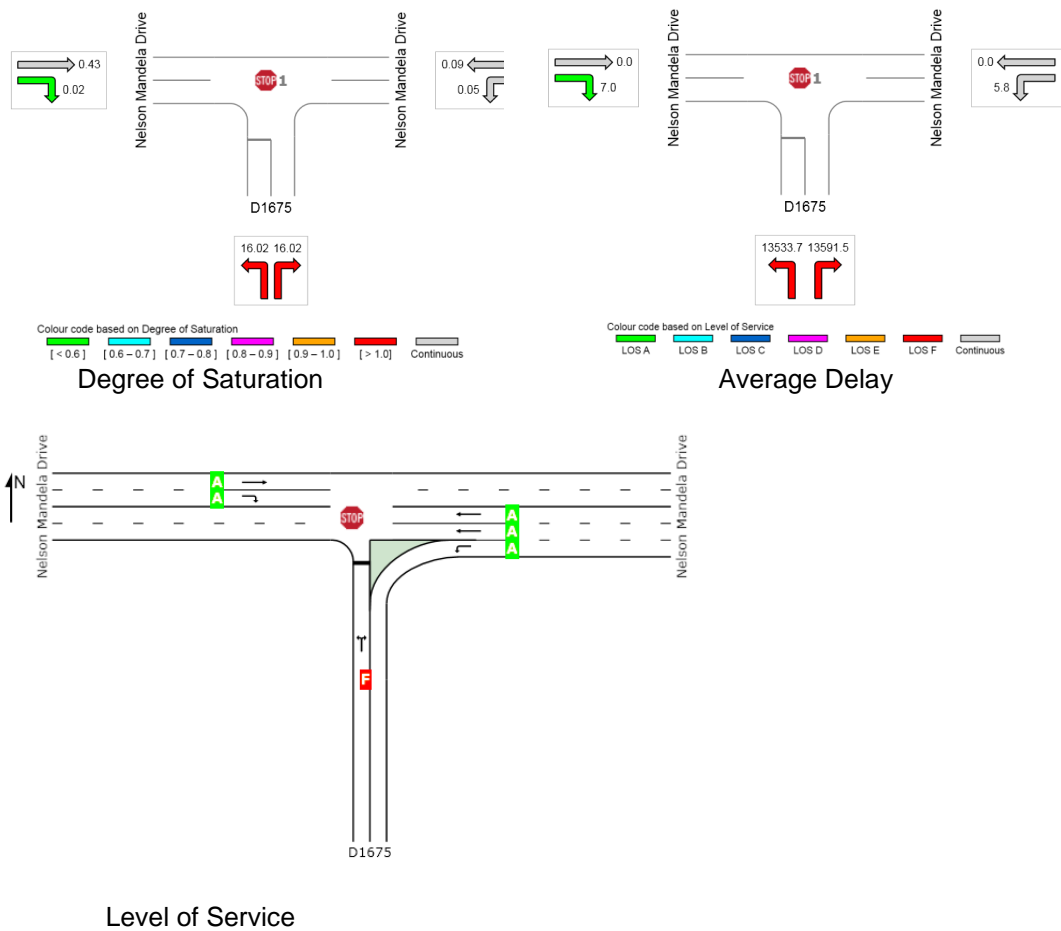 Nelson Mandela Drive
Nelson Mandela Drive
0.43
0.02
STOP 1
0.09
0.05
D1675
16.02 16.02
Colour code based on Degree of Saturation
[ < 0.6 ] [ 0.6 – 0.7 ] [ 0.7 – 0.8 ] [ 0.8 – 0.9 ] [ 0.9 – 1.0 ] [ > 1.0 ] Continuous
Degree of Saturation
Nelson Mandela Drive
Nelson Mandela Drive
0.0
7.0
STOP 1
0.0
5.8
D1675
13533.7 13591.5
Colour code based on Level of Service
LOS A LOS B LOS C LOS D LOS E LOS F Continuous
Average Delay
N
Nelson Mandela Drive
Nelson Mandela Drive
A
A
STOP
A
A
A
F
D1675
Level of Service